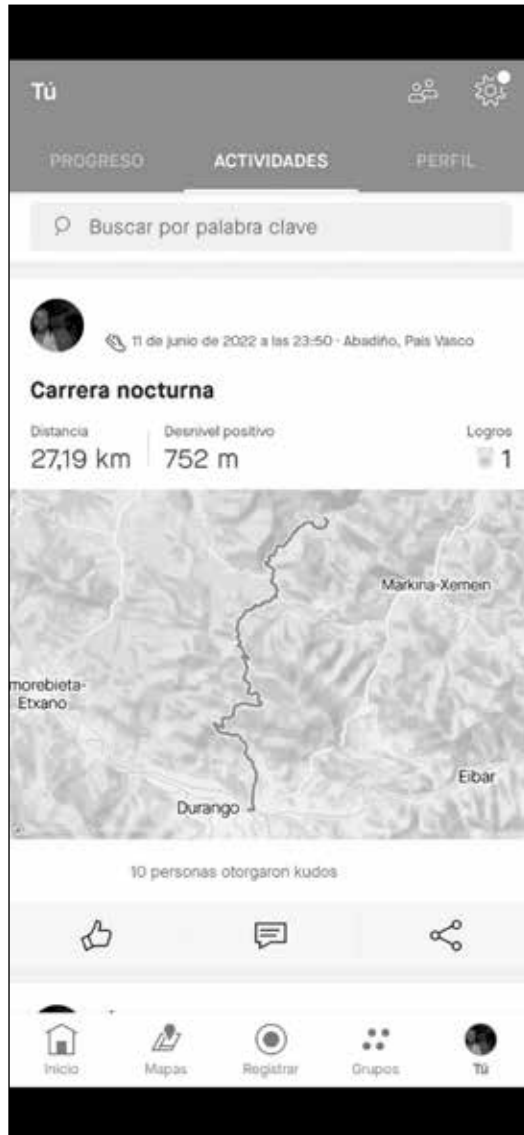 Tú
PROGRESO ACTIVIDADES PERFIL
Buscar por palabra clave
11 de junio de 2022 a las 23:50 · Abadiño, País Vasco
Carrera nocturna
Distancia Desnivel positivo Logros
27,19 km 752 m 1
Markina-Xemein
morebieta-
Etxano
Eibar
Durango
10 personas otorgaron kudos
Inicio Mapas Registrar Grupos Tú